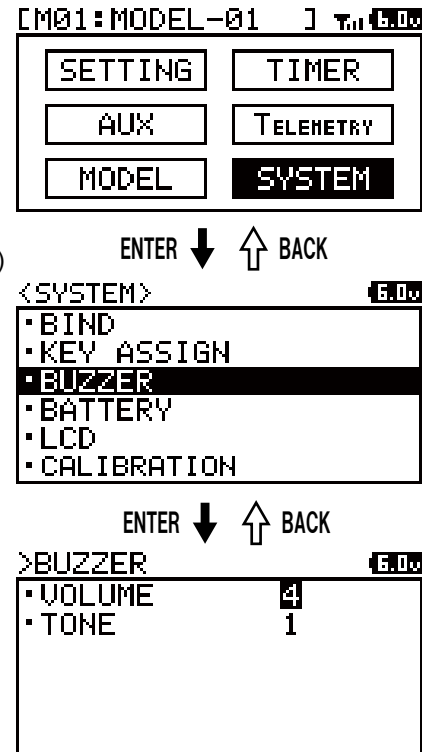 [M01:MODEL-01 ] 6.0v
SETTING TIMER
AUX TELEMETRY
MODEL SYSTEM
ENTER BACK
)
<SYSTEM> 6.0v
·BIND
·KEY ASSIGN
·BUZZER
·BATTERY
·LCD
·CALIBRATION
ENTER BACK
>BUZZER 6.0v
·VOLUME 4
·TONE 1